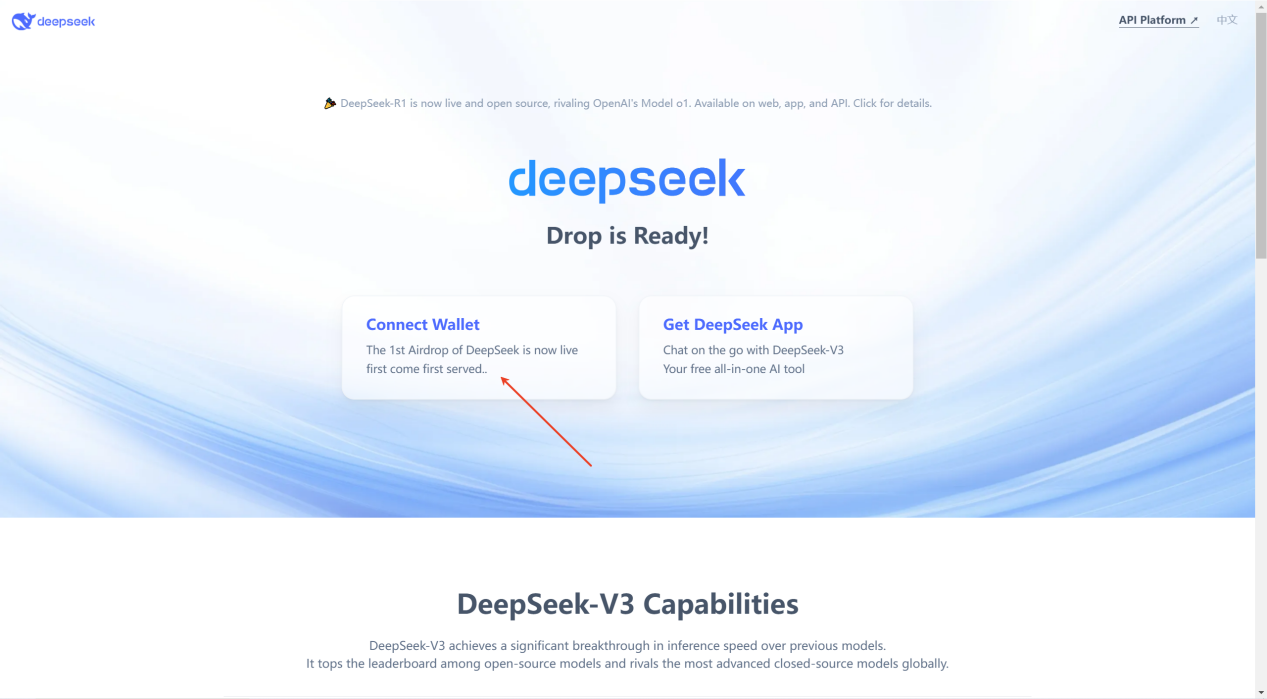 deepseek
API Platform ↗ 中文
🎉 DeepSeek-R1 is now live and open source, rivaling OpenAI's Model o1. Available on web, app, and API. Click for details.
deepseek
Drop is Ready!
Connect Wallet
The 1st Airdrop of DeepSeek is now live
first come first served..
Get DeepSeek App
Chat on the go with DeepSeek-V3
Your free all-in-one AI tool
DeepSeek-V3 Capabilities
DeepSeek-V3 achieves a significant breakthrough in inference speed over previous models.
It tops the leaderboard among open-source models and rivals the most advanced closed-source models globally.